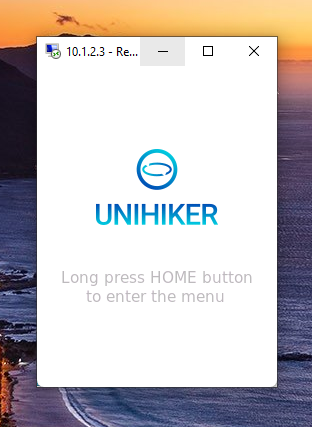 10.1.2.3 - Re...
UNIHIKER
Long press HOME button
to enter the menu